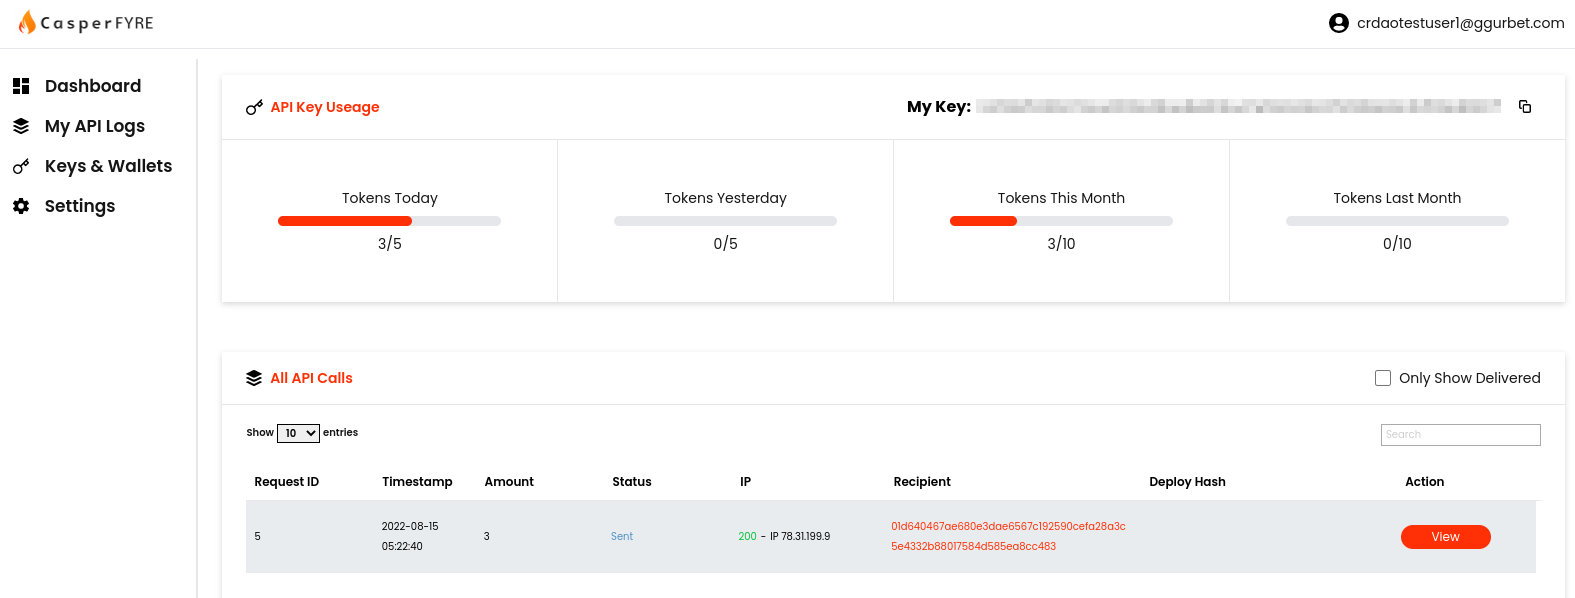 CasperFYRE
crdaotestuser1@ggurbet.com
Dashboard
My API Logs
Keys & Wallets
Settings
API Key Useage
My Key:
Tokens Today
3/5
Tokens Yesterday
0/5
Tokens This Month
3/10
Tokens Last Month
0/10
All API Calls
Only Show Delivered
Show 10 entries
Search
Request ID Timestamp Amount Status IP Recipient Deploy Hash Action
5 2022-08-15 05:22:40 3 Sent 200 - IP 78.31.199.9 01d640467ae680e3dae6567c192590cefa28a3c
5e4332b88017584d585ea8cc483 View